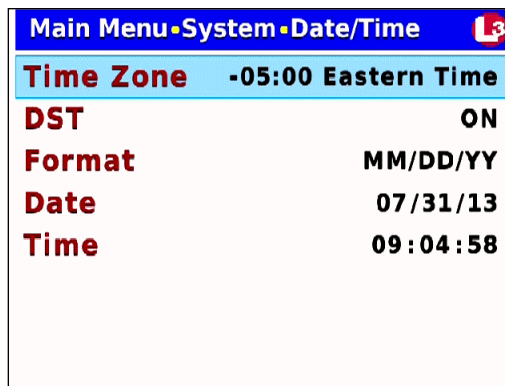 Main Menu•System•Date/Time L3
Time Zone -05:00 Eastern Time
DST ON
Format MM/DD/YY
Date 07/31/13
Time 09:04:58